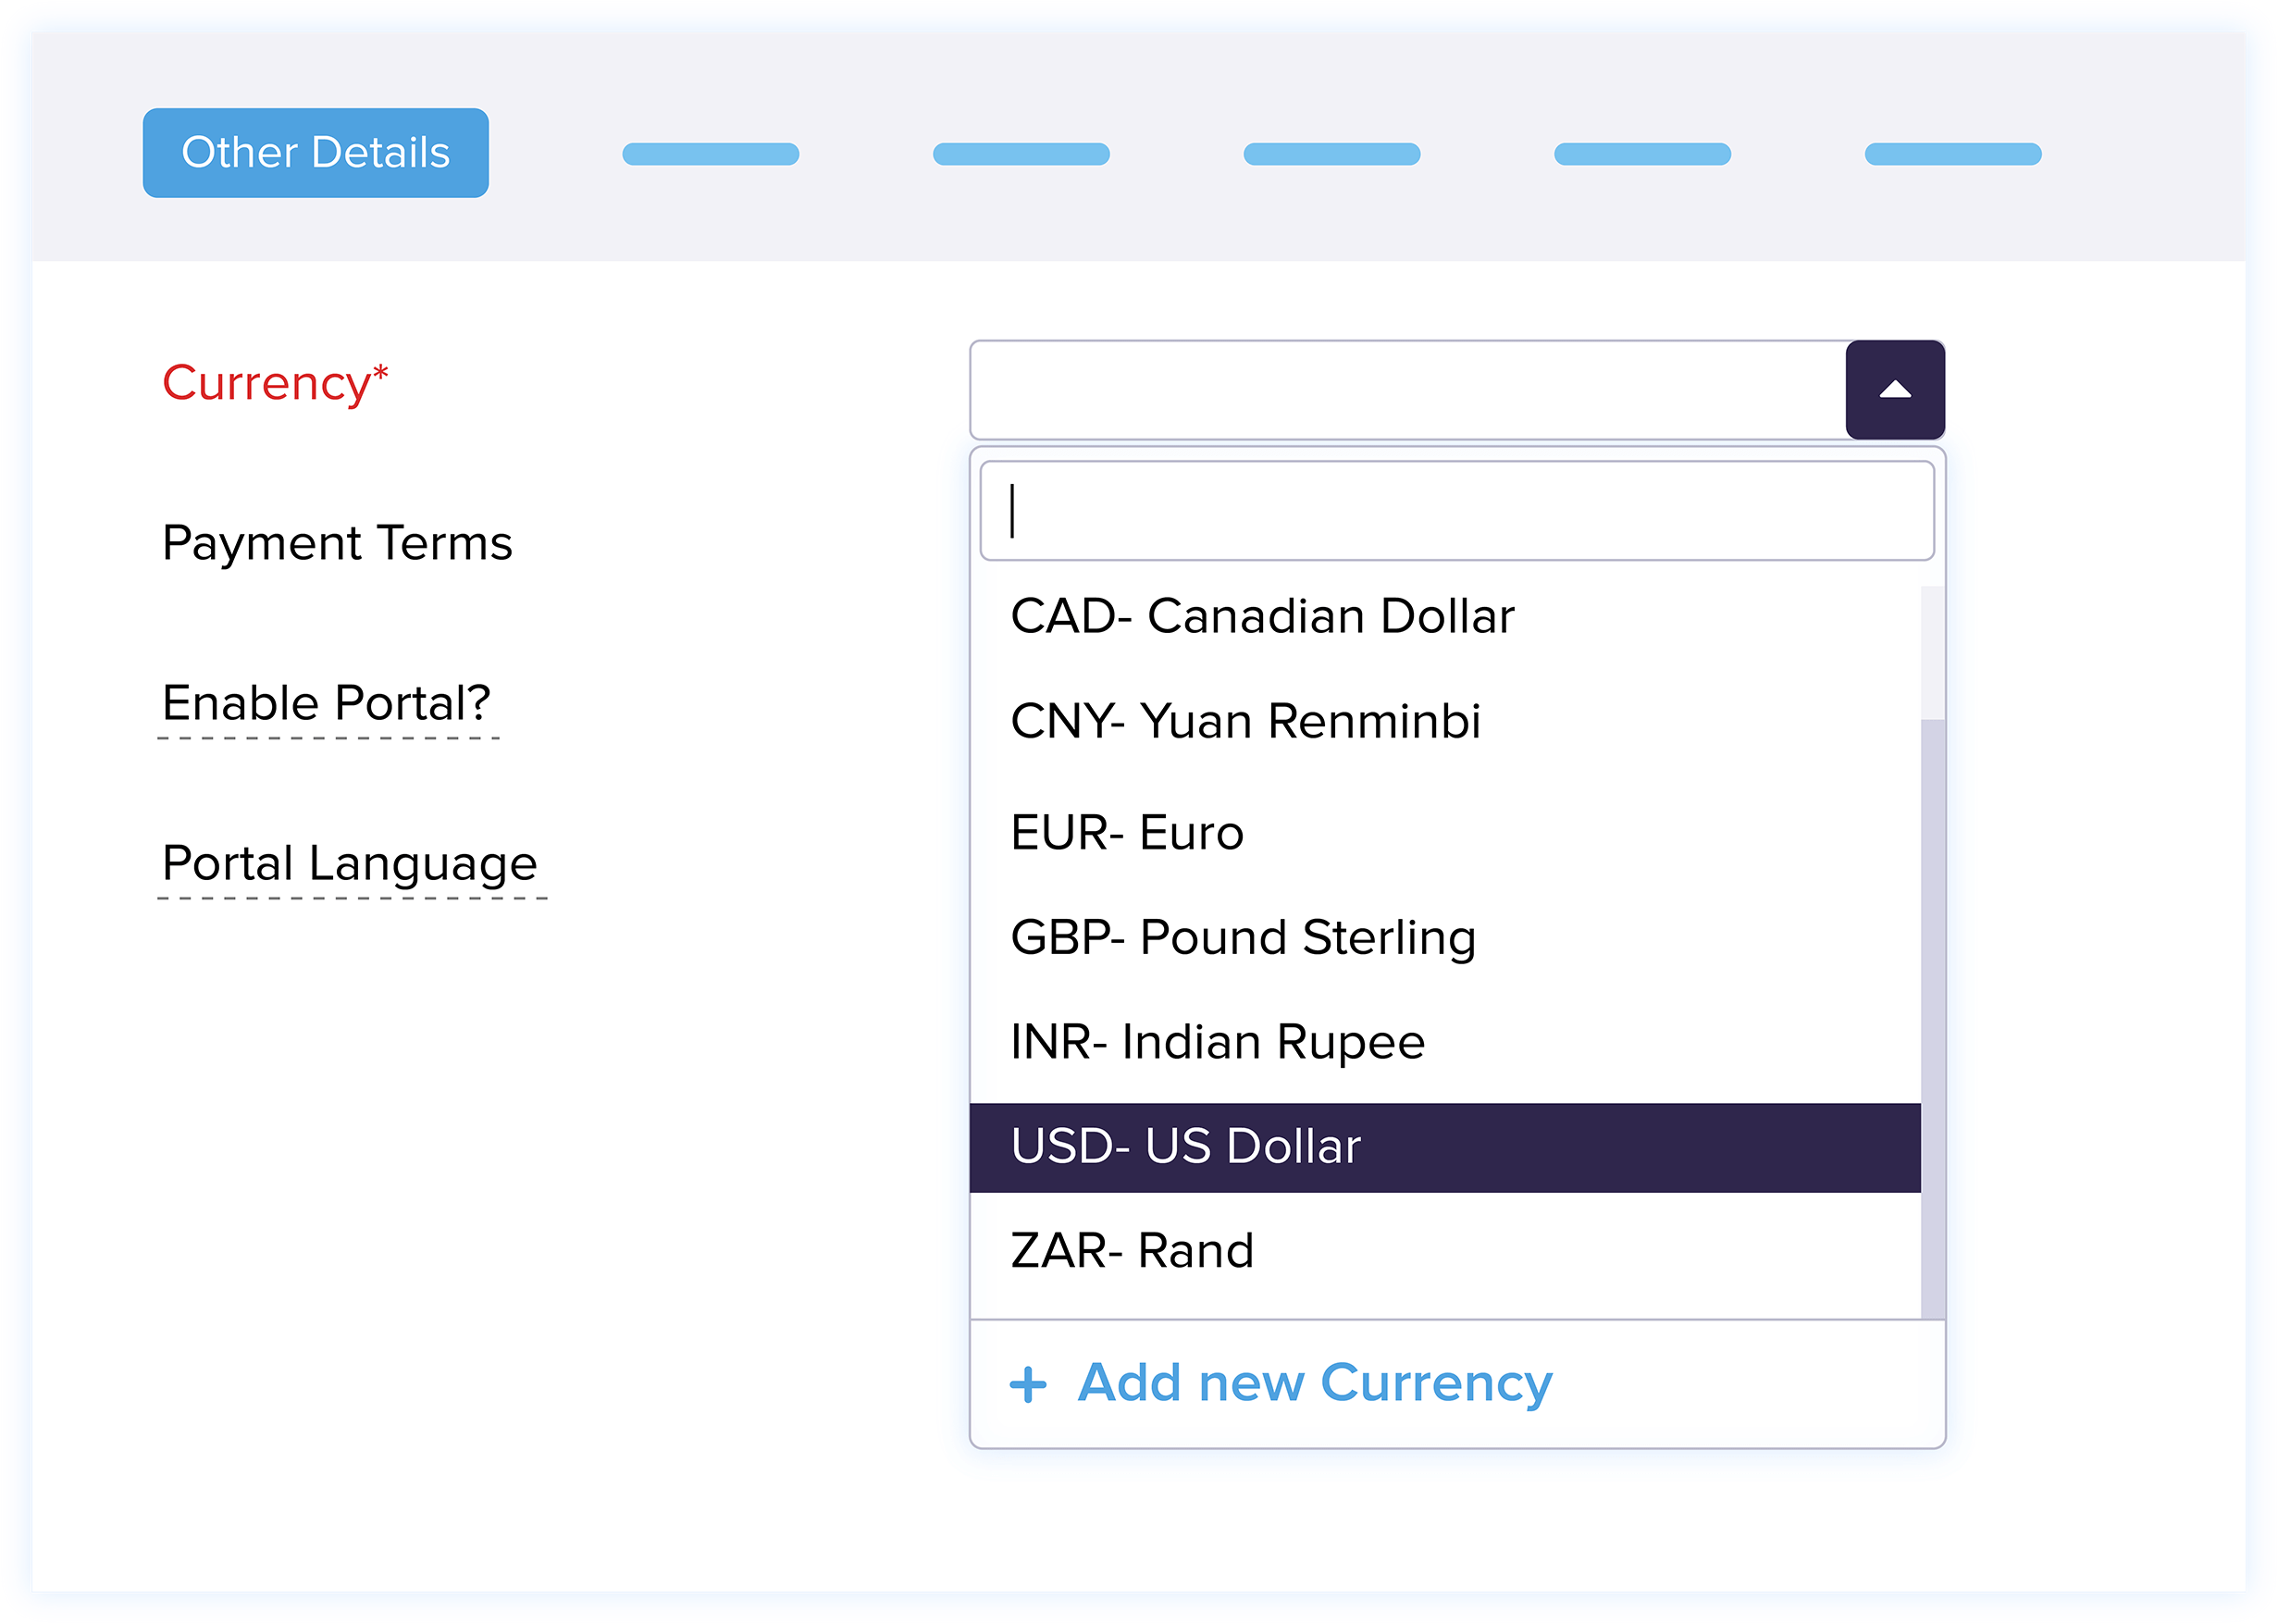 Other Details
Currency*
Payment Terms
Enable Portal?
Portal Language
CAD- Canadian Dollar
CNY- Yuan Renminbi
EUR- Euro
GBP- Pound Sterling
INR- Indian Rupee
USD- US Dollar
ZAR- Rand
+ Add new Currency